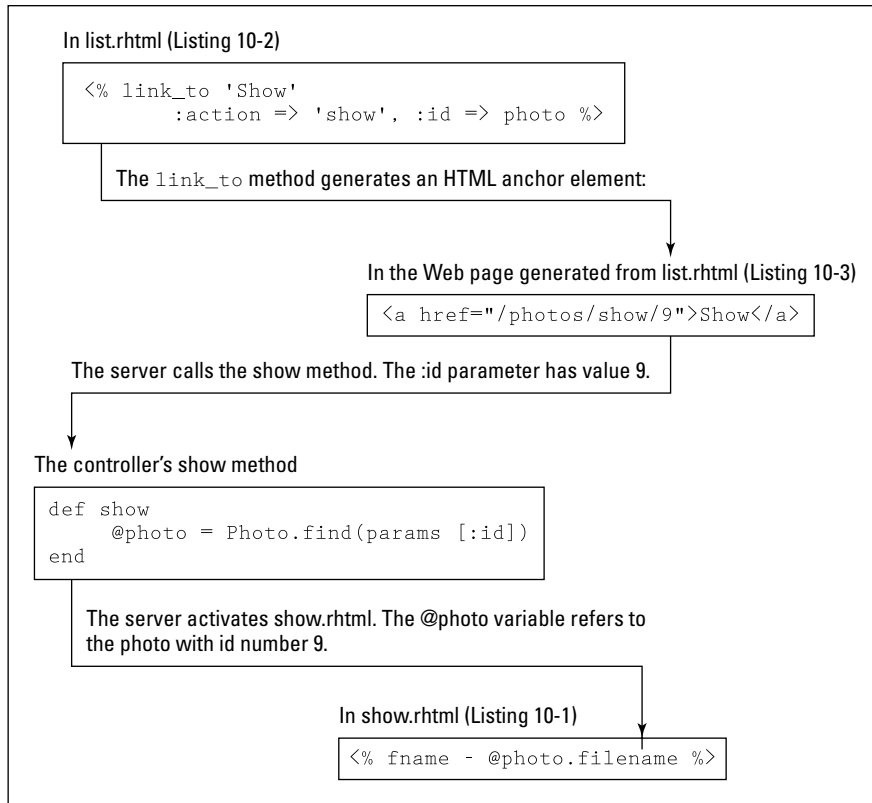 In list.rhtml (Listing 10-2)
<% link_to 'Show'
:action => 'show', :id => photo %>
The link_to method generates an HTML anchor element:
In the Web page generated from list.rhtml (Listing 10-3)
<a href="/photos/show/9">Show</a>
The server calls the show method. The :id parameter has value 9.
The controller's show method
def show
@photo = Photo.find(params [:id])
end
The server activates show.rhtml. The @photo variable refers to
the photo with id number 9.
In show.rhtml (Listing 10-1)
<% fname - @photo.filename %>